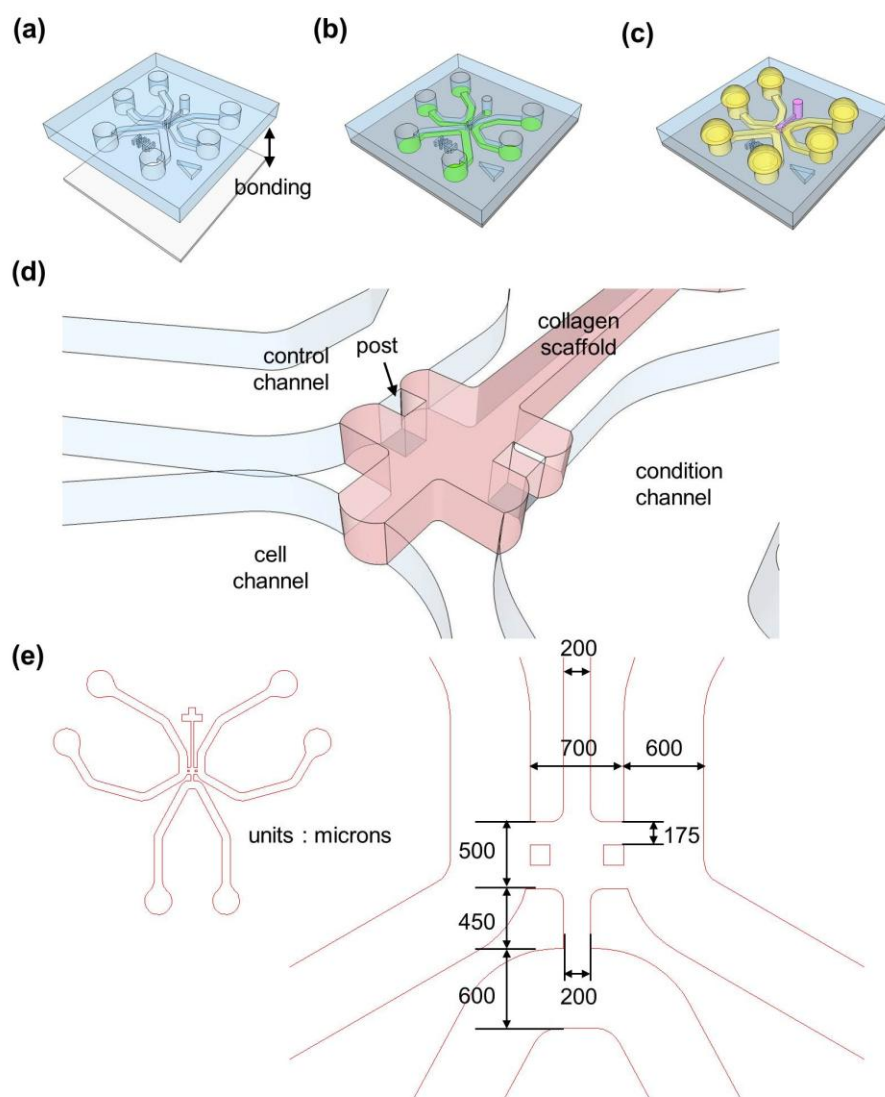 (a)
(b)
(c)
bonding
(d)
control
channel
post
collagen
scaffold
condition
channel
cell
channel
(e)
200
700
600
175
500
units : microns
450
600
200